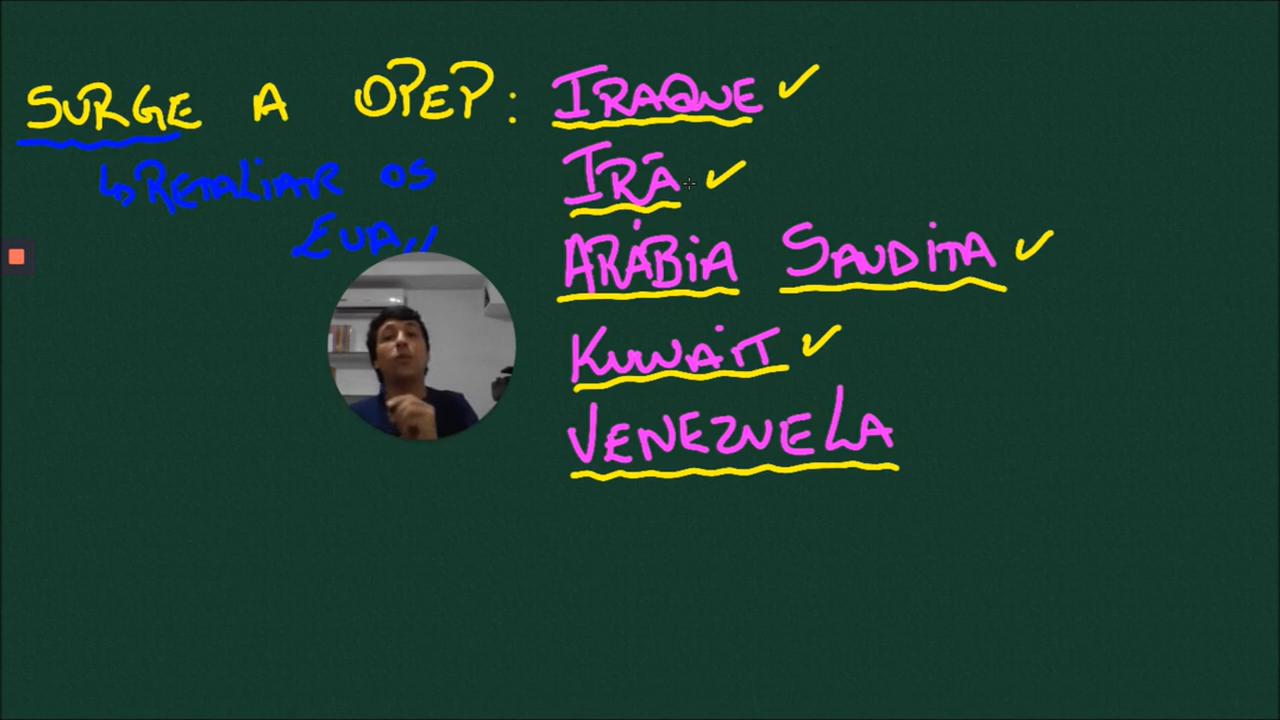 SURGE A OPEP: IRAQUE
IRÃ
ARÁBIA SAUDITA
KUWAIT
VENEZUELA
↳ RETALIAR OS
EUA,,